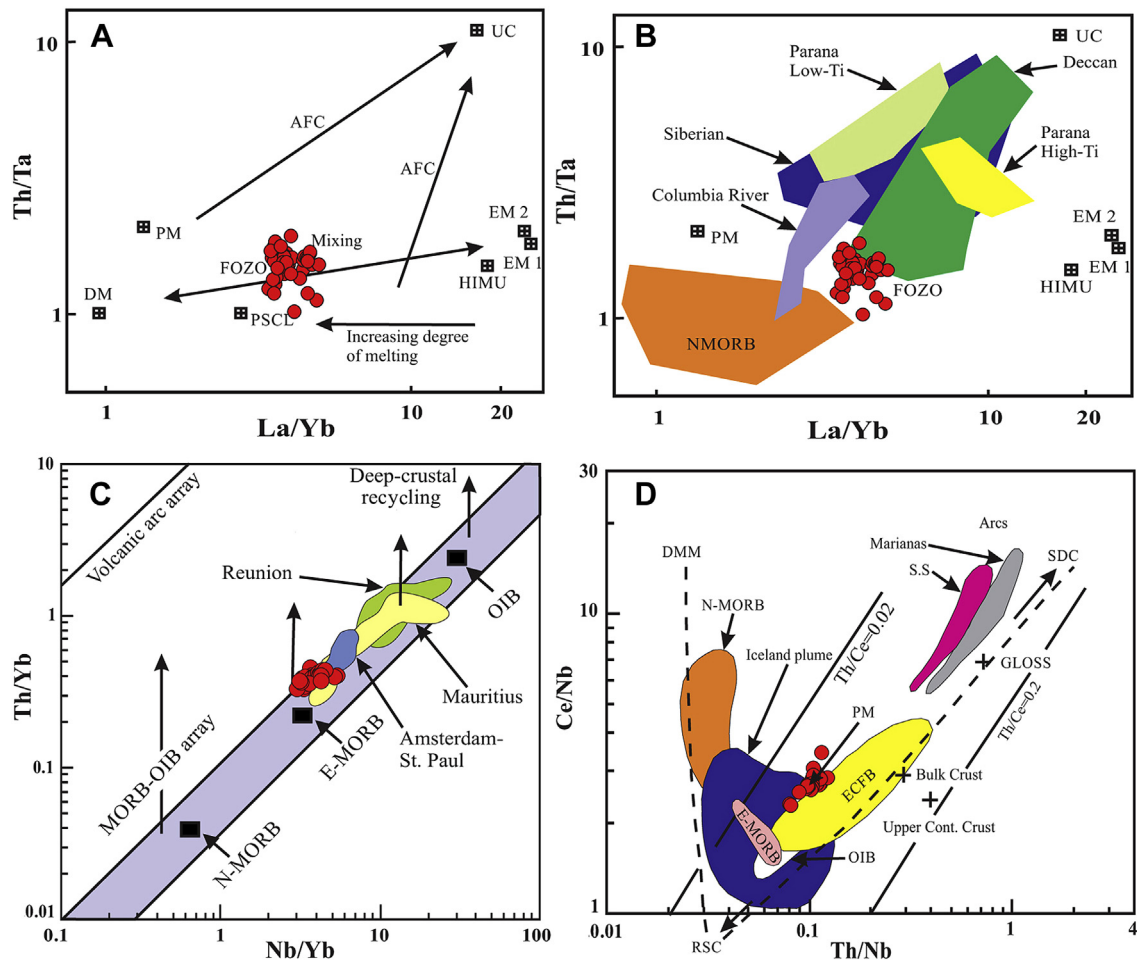 A
10
1
Th/Ta
UC
AFC
AFC
PM
EM 2
Mixing
FOZO
EM 1
HIMU
DM
PSCL
Increasing degree
of melting
1
10
20
La/Yb
B
10
1
Th/Ta
UC
Parana
Low-Ti
Deccan
Siberian
Parana
High-Ti
Columbia River
PM
EM 2
EM 1
HIMU
FOZO
NMORB
1
10
20
La/Yb
C
10
1
0.1
0.01
Th/Yb
Volcanic arc array
Deep-crustal
recycling
Reunion
OIB
Mauritius
E-MORB
Amsterdam-
St. Paul
MORB-OIB array
N-MORB
0.1
1
10
100
Nb/Yb
D
30
10
1
Ce/Nb
DMM
Arcs
Marianas
S.S
SDC
N-MORB
Iceland plume
Th/Ce=0.02
GLOSS
PM
Th/Ce=0.2
ECFB
Bulk Crust
E-MORB
Upper Cont. Crust
OIB
RSC
0.01
0.1
1
4
Th/Nb